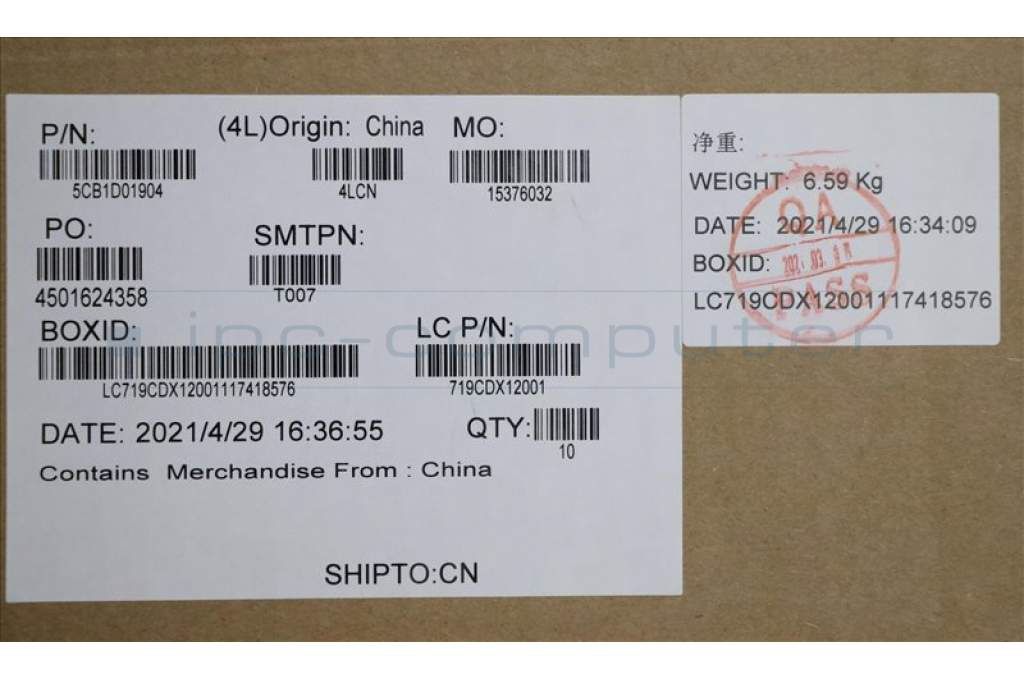 P/N:
5CB1D01904
(4L)Origin: China
4LCN
MO:
15376032
PO:
4501624358
SMTPN:
T007
BOXID:
LC719CDX12001117418576
LC P/N:
719CDX12001
DATE: 2021/4/29 16:36:55
QTY:
10
Contains Merchandise From : China
SHIPTO:CN
净重:
WEIGHT: 6.59 Kg
DATE: 2021/4/29 16:34:09
BOXID:
LC719CDX12001117418576
QA
PASS
ipc-computer